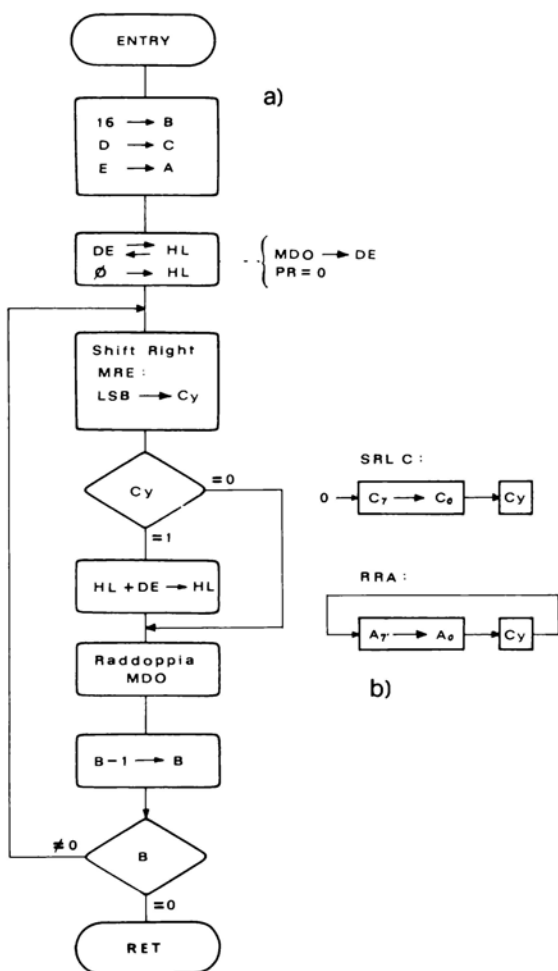 ENTRY
a)
16 → B
D → C
E → A
DE ⇄ HL
Ø → HL
MDO → DE
PR = 0
Shift Right
MRE :
LSB → Cy
Cy
=0
=1
HL + DE → HL
Raddoppia
MDO
B-1 → B
≠0
B
=0
RET
SRL C :
0 → C7 → C0 → Cy
RRA :
A7 → A0 → Cy
b)